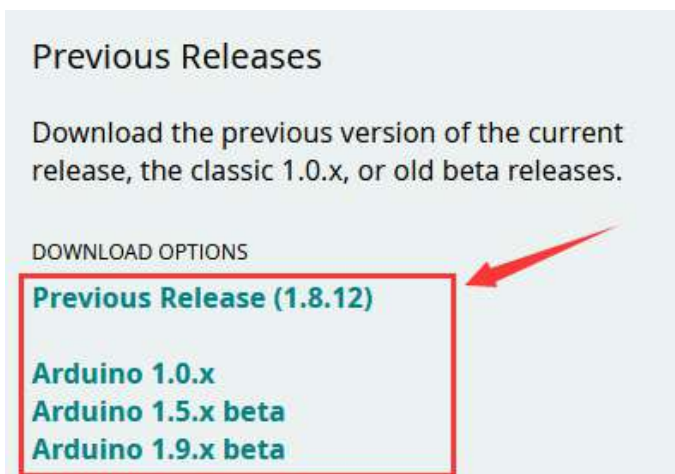 Previous Releases
Download the previous version of the current
release, the classic 1.0.x, or old beta releases.
DOWNLOAD OPTIONS
Previous Release (1.8.12)
Arduino 1.0.x
Arduino 1.5.x beta
Arduino 1.9.x beta